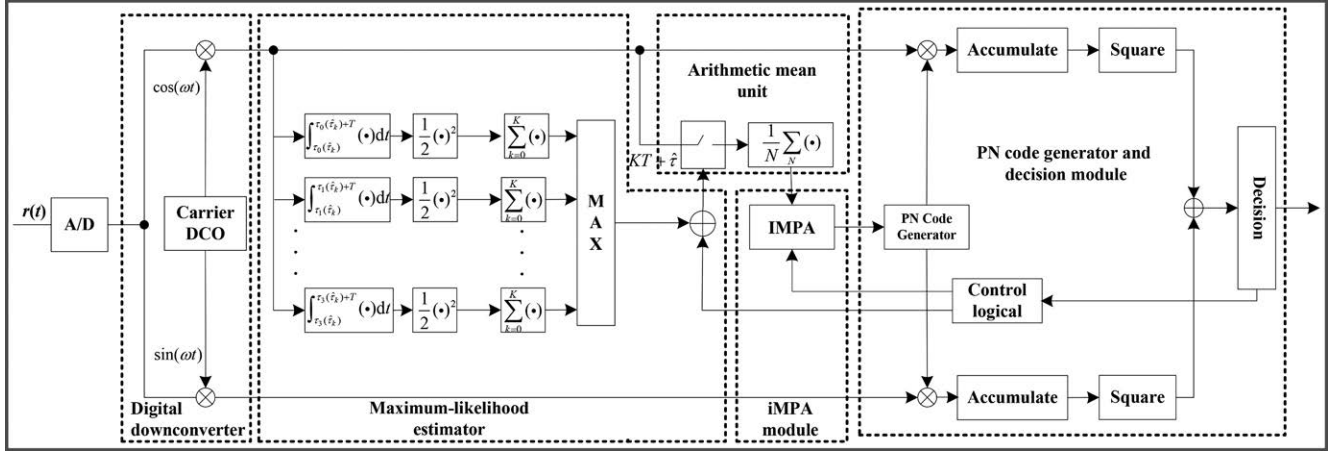 r(t)
A/D
cos(ωt)
Carrier
DCO
sin(ωt)
Digital
downconverter
∫_{τ₀(τ̂ₖ)}^{τ₀(τ̂ₖ)+T} (•)dt
1/2 (•)²
∑_{k=0}^{K} (•)
∫_{τ₁(τ̂ₖ)}^{τ₁(τ̂ₖ)+T} (•)dt
1/2 (•)²
∑_{k=0}^{K} (•)
∫_{τ₃(τ̂ₖ)}^{τ₃(τ̂ₖ)+T} (•)dt
1/2 (•)²
∑_{k=0}^{K} (•)
M
A
X
Maximum-likelihood
estimator
Arithmetic mean
unit
KT + τ̂
1/N ∑_N (•)
IMPA
iMPA
module
PN Code
Generator
Control
logical
Accumulate
Square
PN code generator and
decision module
Decision
Accumulate
Square